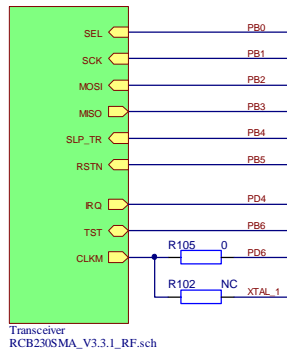 SEL PB0
SCK PB1
MOSI PB2
MISO PB3
SLP_TR PB4
RSTN PB5
IRQ PD4
TST PB6
CLKM R105 0 PD6
R102 NC XTAL_1
Transceiver
RCB230SMA_V3.3.1_RF.sch